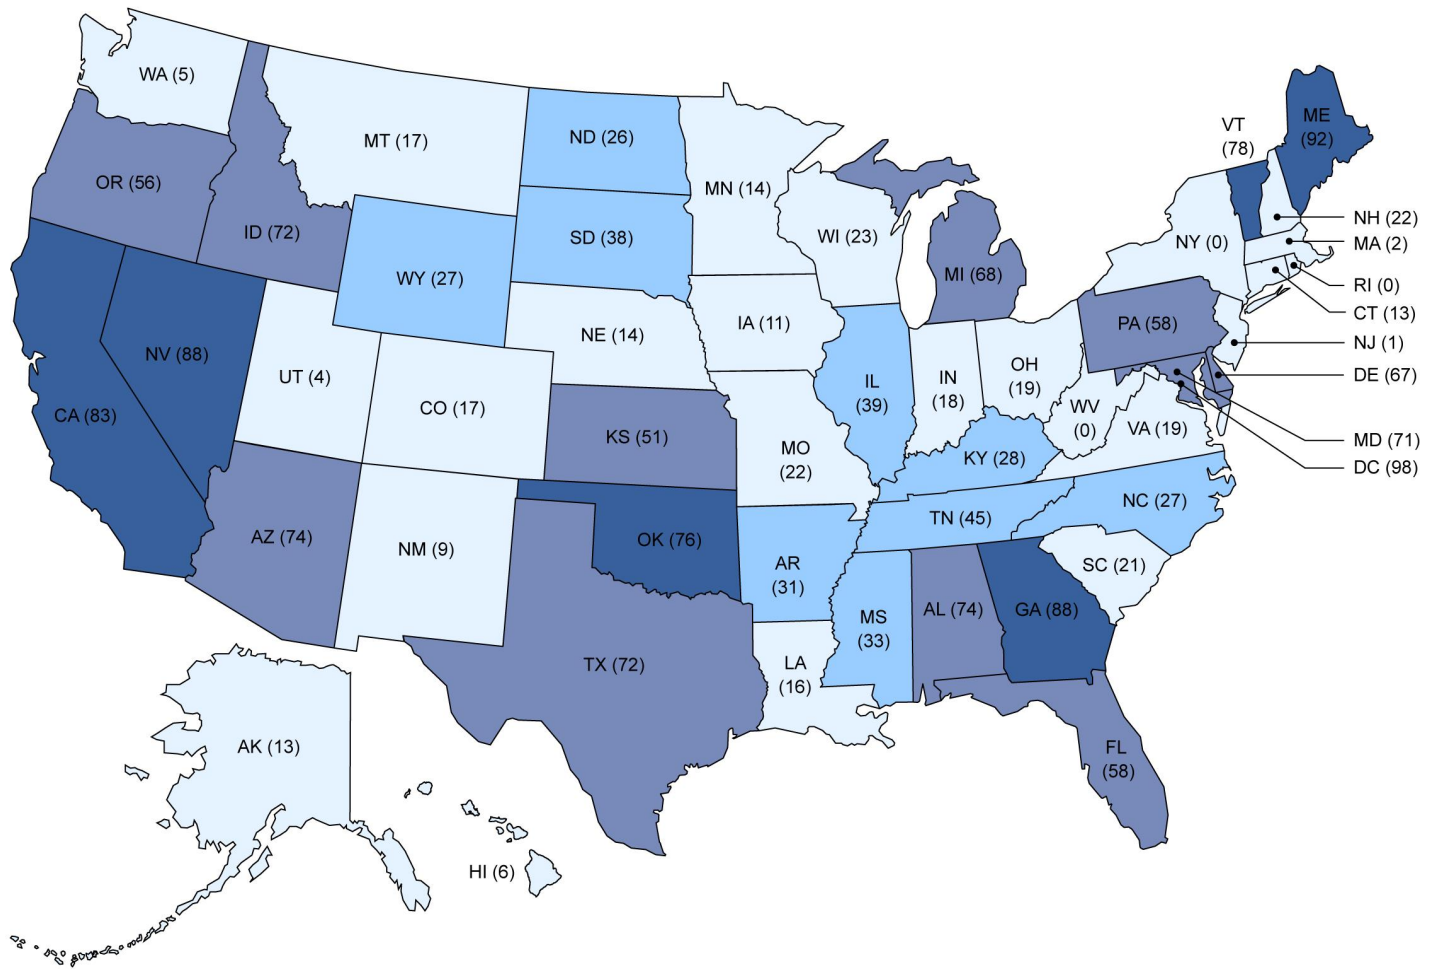 WA (5)
MT (17)
ND (26)
MN (14)
VT
(78)
ME
(92)
OR (56)
ID (72)
SD (38)
WI (23)
MI (68)
NY (0)
NH (22)
MA (2)
RI (0)
CT (13)
NJ (1)
DE (67)
MD (71)
DC (98)
WY (27)
NE (14)
IA (11)
PA (58)
NV (88)
UT (4)
CO (17)
KS (51)
MO
(22)
IL
(39)
IN
(18)
OH
(19)
WV
(0)
VA (19)
CA (83)
KY (28)
AZ (74)
NM (9)
OK (76)
AR
(31)
TN (45)
NC (27)
SC (21)
TX (72)
LA
(16)
MS
(33)
AL (74)
GA (88)
FL
(58)
AK (13)
HI (6)